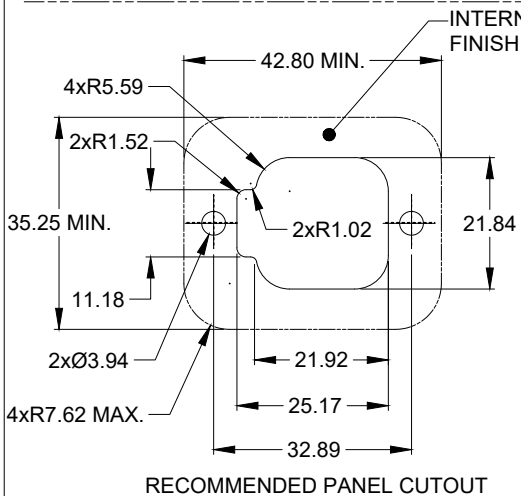 INTERN
FINISH
42.80 MIN.
4xR5.59
2xR1.52
35.25 MIN.
2xR1.02
21.84
11.18
2xØ3.94
21.92
4xR7.62 MAX.
25.17
32.89
RECOMMENDED PANEL CUTOUT